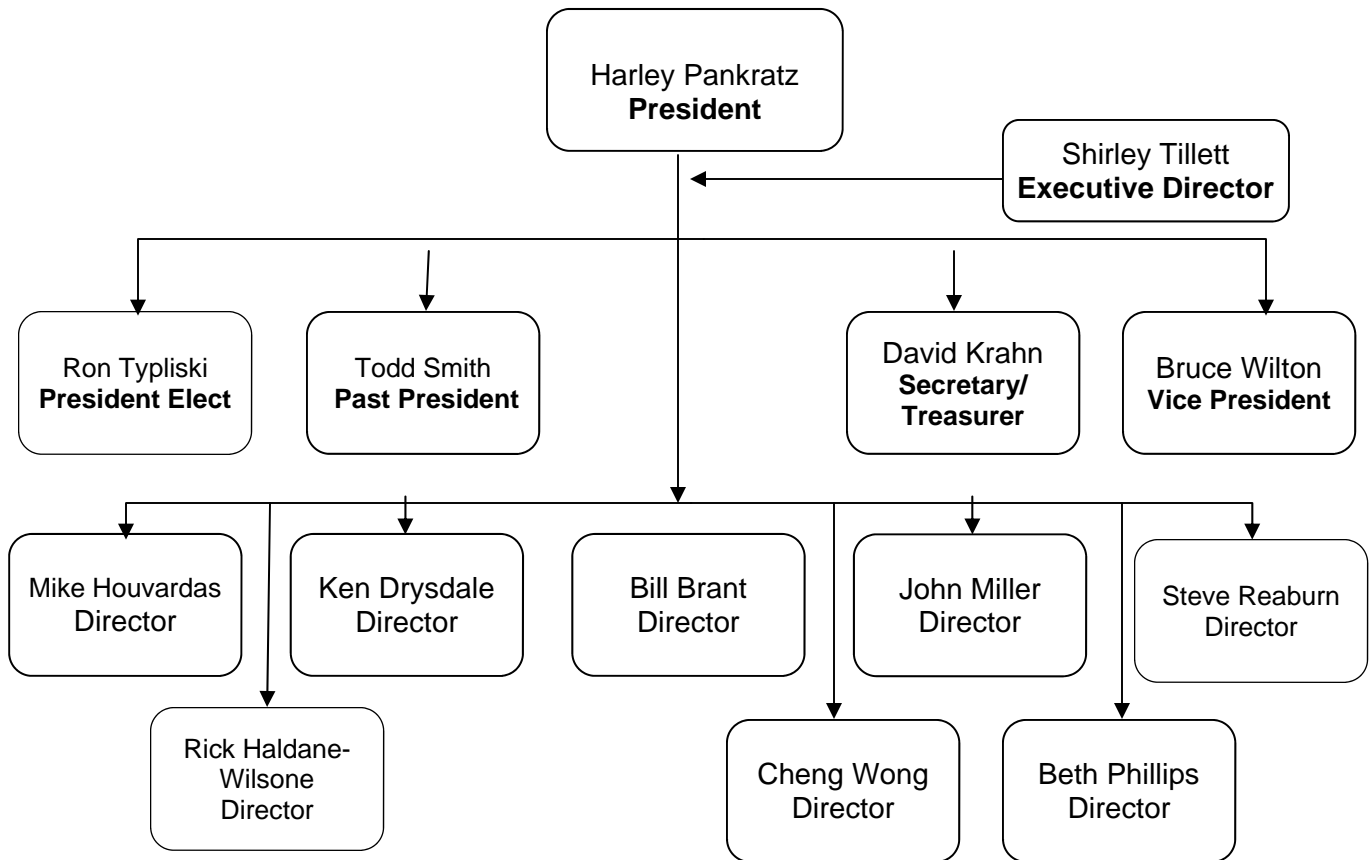 Harley Pankratz
President
Shirley Tillett
Executive Director
Ron Typliski
President Elect
Todd Smith
Past President
David Krahn
Secretary/
Treasurer
Bruce Wilton
Vice President
Mike Houvardas
Director
Ken Drysdale
Director
Bill Brant
Director
John Miller
Director
Steve Reaburn
Director
Rick Haldane-
Wilsone
Director
Cheng Wong
Director
Beth Phillips
Director